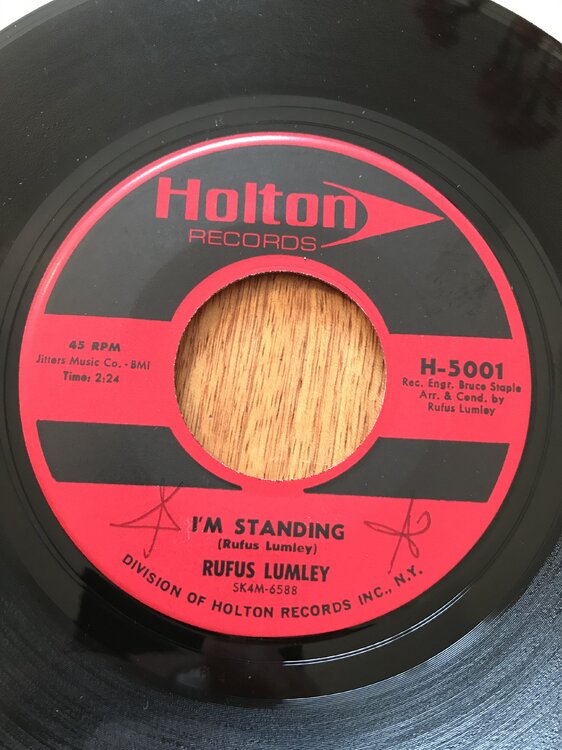 Holton
RECORDS
45 RPM
Jitters Music Co. - BMI
Time: 2:24
H-5001
Rec. Engr. Bruce Staple
Arr. & Cond. by
Rufus Lumley
I'M STANDING
(Rufus Lumley)
RUFUS LUMLEY
SK4M-6588
DIVISION OF HOLTON RECORDS INC., N.Y.